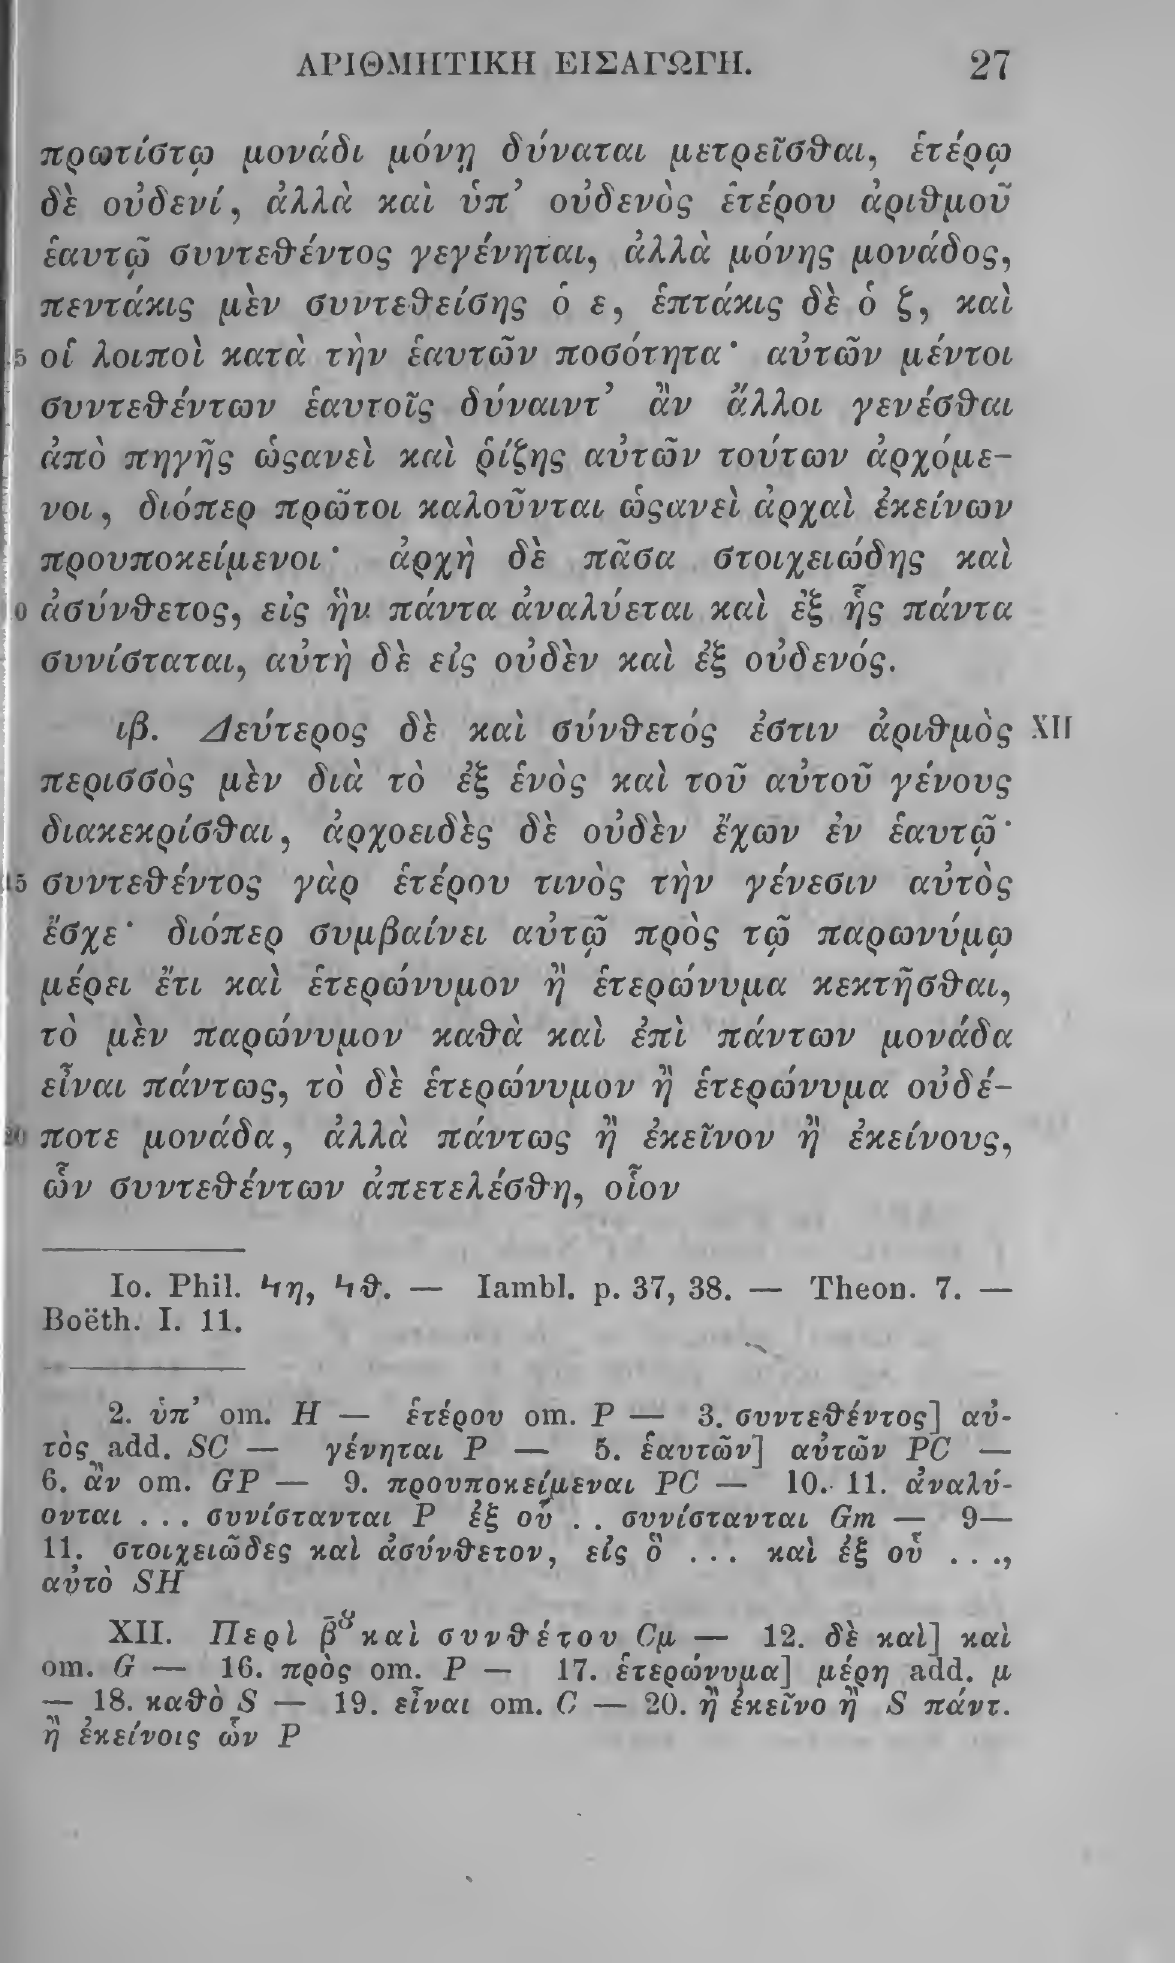 ΑΡΙΘΜΗΤΙΚΗ ΕΙΣΑΓΩΓΗ. 27
πρωτίστῳ μονάδι μόνῃ δύναται μετρεῖσθαι, ἑτέρῳ
δὲ οὐδενί, ἀλλὰ καὶ ὑπ' οὐδενὸς ἑτέρου ἀριθμοῦ
ἑαυτῷ συντεθέντος γεγένηται, ἀλλὰ μόνης μονάδος,
πεντάκις μὲν συντεθείσης ὁ ε, ἑπτάκις δὲ ὁ ζ, καὶ
5 οἱ λοιποὶ κατὰ τὴν ἑαυτῶν ποσότητα· αὐτῶν μέντοι
συντεθέντων ἑαυτοῖς δύναιντ' ἂν ἄλλοι γενέσθαι
ἀπὸ πηγῆς ὡςανεὶ καὶ ῥίζης αὐτῶν τούτων ἀρχόμε-
νοι, διόπερ πρῶτοι καλοῦνται ὡςανεὶ ἀρχαὶ ἐκείνων
προυποκείμενοι· ἀρχὴ δὲ πᾶσα στοιχειώδης καὶ
0 ἀσύνθετος, εἰς ἣν πάντα ἀναλύεται καὶ ἐξ ἧς πάντα
συνίσταται, αὐτὴ δὲ εἰς οὐδὲν καὶ ἐξ οὐδενός.
ιβ. Δεύτερος δὲ καὶ σύνθετός ἐστιν ἀριθμὸς XII
περισσὸς μὲν διὰ τὸ ἐξ ἑνὸς καὶ τοῦ αὐτοῦ γένους
διακεκρίσθαι, ἀρχοειδὲς δὲ οὐδὲν ἔχων ἐν ἑαυτῷ·
15 συντεθέντος γὰρ ἑτέρου τινὸς τὴν γένεσιν αὐτὸς
ἔσχε· διόπερ συμβαίνει αὐτῷ πρὸς τῷ παρωνύμῳ
μέρει ἔτι καὶ ἑτερώνυμον ἢ ἑτερώνυμα κεκτῆσθαι,
τὸ μὲν παρώνυμον καθὰ καὶ ἐπὶ πάντων μονάδα
εἶναι πάντως, τὸ δὲ ἑτερώνυμον ἢ ἑτερώνυμα οὐδέ-
20 ποτε μονάδα, ἀλλὰ πάντως ἢ ἐκεῖνον ἢ ἐκείνους,
ὧν συντεθέντων ἀπετελέσθη, οἷον
Io. Phil. ϟη, ϟθ. — Iambl. p. 37, 38. — Theon. 7. —
Boëth. I. 11.
2. ὑπ' om. H — ἑτέρου om. P — 3. συντεθέντος] αὐ-
τὸς add. SC — γένηται P — 5. ἑαυτῶν] αὐτῶν PC —
6. ἂν om. GP — 9. προυποκείμεναι PC — 10. 11. ἀναλύ-
ονται . . . συνίστανται P ἐξ οὗ . . συνίστανται Gm — 9—
11. στοιχειῶδες καὶ ἀσύνθετον, εἰς ὃ . . . καὶ ἐξ οὗ . . .,
αὐτὸ SH
XII. Περὶ β̄ου καὶ συνθέτου Cμ — 12. δὲ καὶ] καὶ
om. G — 16. πρὸς om. P — 17. ἑτερώνυμα] μέρη add. μ
— 18. καθὸ S — 19. εἶναι om. C — 20. ἢ ἐκεῖνο ἢ S πάντ.
ἢ ἐκείνοις ὧν P